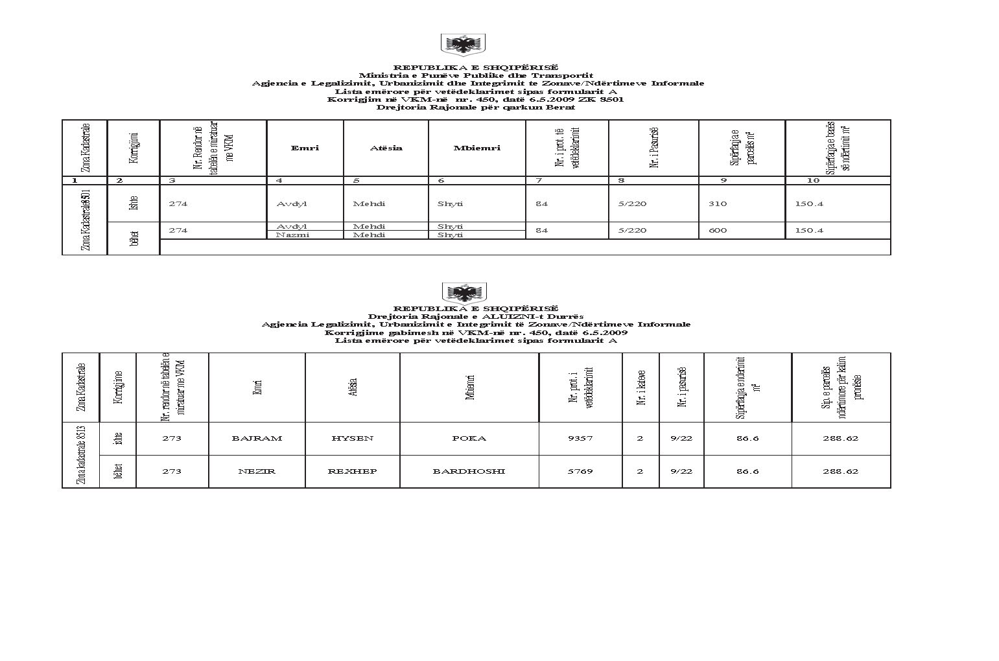 REPUBLIKA E SHQIPËRISË
Ministria e Punëve Publike dhe Transportit
Agjencia e Legalizimit, Urbanizimit dhe Integrimit te Zonave/Ndërtimeve Informale
Lista emërore për vetëdeklarimet sipas formularit A
Korrigjim në VKM-në nr. 450, datë 6.5.2009 ZK 8501
Drejtoria Rajonale për qarkun Berat
Zona Kadastrale
Korrigjimi
Nr. Rendor në
tabelën e miratuar
me VKM
Emri
Atësia
Mbiemri
Nr. i prot. të
vetëdeklarimit
Nr. i Pasurisë
Sipërfaqja e
parcelës m²
Sipërfaqja e bazës
së ndërtimit m²
1 2 3 4 5 6 7 8 9 10
Zona Kadastrale8501
Ishte
274 Avdyl Mehdi Shyti 84 5/220 310 150.4
bëhet
274 Avdyl Mehdi Shyti 84 5/220 600 150.4
Nazmi Mehdi Shyti
REPUBLIKA E SHQIPËRISË
Drejtoria Rajonale e ALUIZNI-t Durrës
Agjencia Legalizimit, Urbanizimit e Integrimit të Zonave/Ndërtimeve Informale
Korrigjime gabimesh në VKM-në nr. 450, datë 6.5.2009
Lista emërore për vetëdeklarimet sipas formularit A
Zona Kadastrale
Korrigjime
Nr. rendor në tabelën e
miratuar me VKM
Emri
Atësia
Mbiemri
Nr. prot. i
vetëdeklarimit
Nr. i kateve
Nr. i pasurisë
Sipërfaqja e nderimit
m²
Sip. e parcelës
ndërtimore për kalim
pronësie
Zona kadastrale 8513
ishte
273 BAJRAM HYSEN POKA 9357 2 9/22 86.6 288.62
bëhet
273 NEZIR REXHEP BARDHOSHI 5769 2 9/22 86.6 288.62